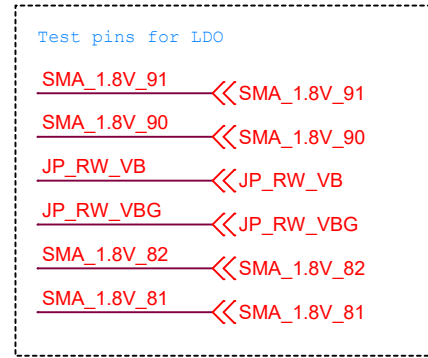 Test pins for LDO
SMA_1.8V_91 SMA_1.8V_91
SMA_1.8V_90 SMA_1.8V_90
JP_RW_VB JP_RW_VB
JP_RW_VBG JP_RW_VBG
SMA_1.8V_82 SMA_1.8V_82
SMA_1.8V_81 SMA_1.8V_81